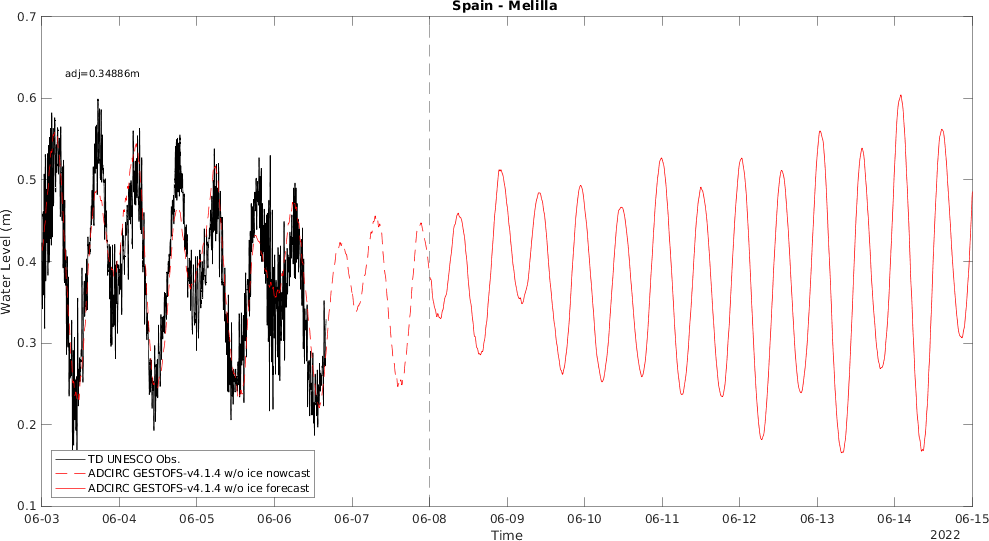 Spain - Melilla
0.7
adj=0.34886m
0.6
0.5
Water Level (m)
0.4
0.3
0.2
TD UNESCO Obs.
ADCIRC GESTOFS-v4.1.4 w/o ice nowcast
ADCIRC GESTOFS-v4.1.4 w/o ice forecast
0.1
06-03 06-04 06-05 06-06 06-07 06-08 06-09 06-10 06-11 06-12 06-13 06-14 06-15
Time
2022